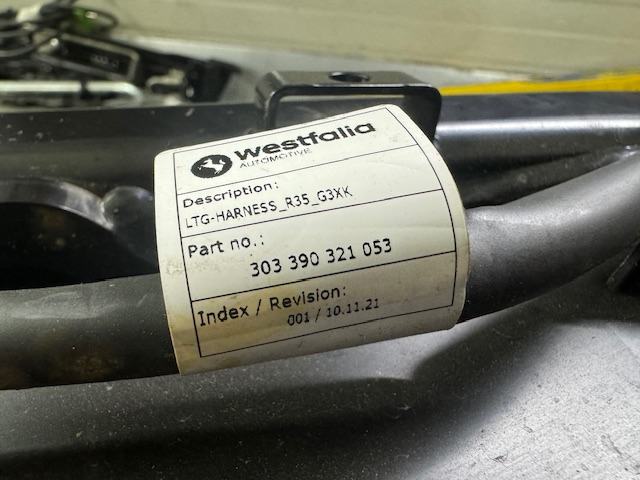 Westfalia
AUTOMOTIVE
Description:
LTG-HARNESS_R35_G3XK
Part no.:
303 390 321 053
Index / Revision:
001 / 10.11.21